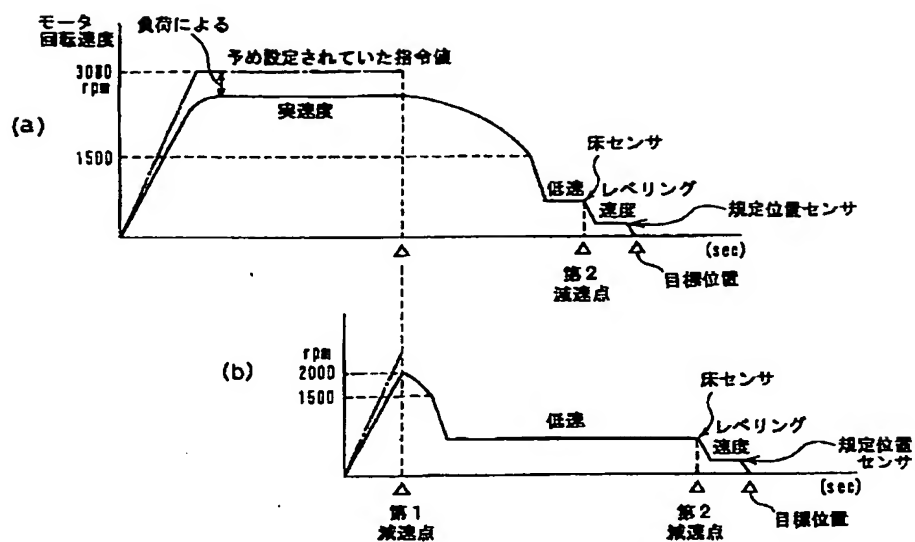 モータ
回転速度
負荷による
予め設定されていた指令値
3080
rpm
(a)
実速度
1500
床センサ
低速
レベリング
速度
規定位置センサ
(sec)
第2
減速点
目標位置
rpm
(b)
2000
1500
床センサ
低速
レベリング
速度
規定位置
センサ
(sec)
第1
減速点
第2
減速点
目標位置